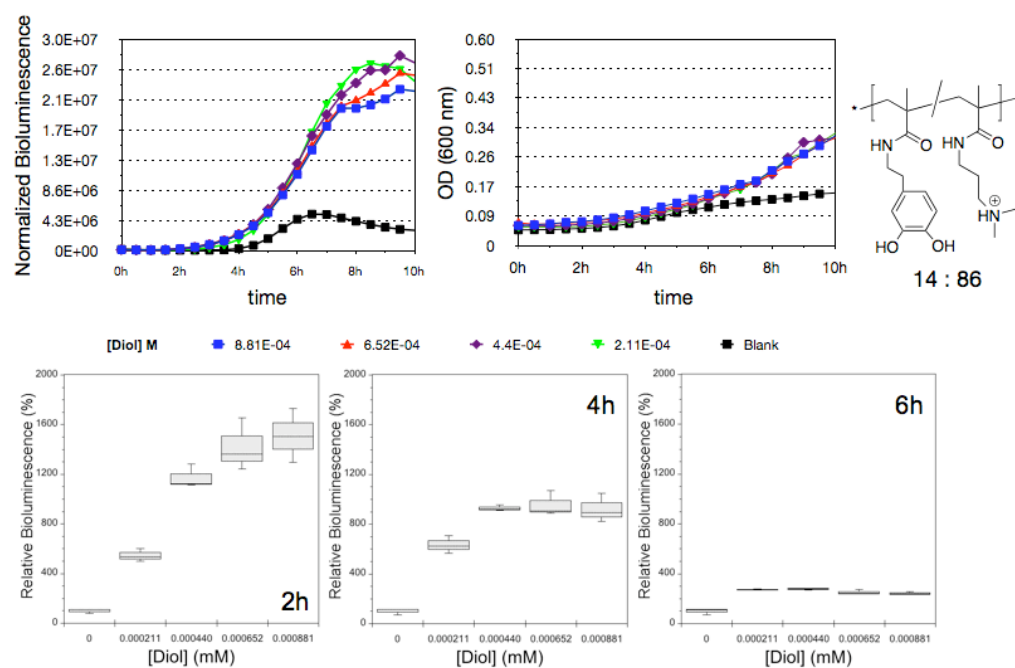 Normalized Bioluminescence
3.0E+07
2.6E+07
2.1E+07
1.7E+07
1.3E+07
8.6E+06
4.3E+06
0E+00
0h 2h 4h 6h 8h 10h
time
OD (600 nm)
0.60
0.51
0.43
0.34
0.26
0.17
0.09
0
0h 2h 4h 6h 8h 10h
time
* *
HN O HN O
HN +
HO
OH
14 : 86
[Diol] M 8.81E-04 6.52E-04 4.4E-04 2.11E-04 Blank
Relative Bioluminescence (%)
2000
1600
1200
800
400
0
0 0.000211 0.000440 0.000652 0.000881
[Diol] (mM)
2h
Relative Bioluminescence (%)
2000
1600
1200
800
400
0
0 0.000211 0.000440 0.000652 0.000881
[Diol] (mM)
4h
Relative Bioluminescence (%)
2000
1600
1200
800
400
0
0 0.000211 0.000440 0.000652 0.000881
[Diol] (mM)
6h